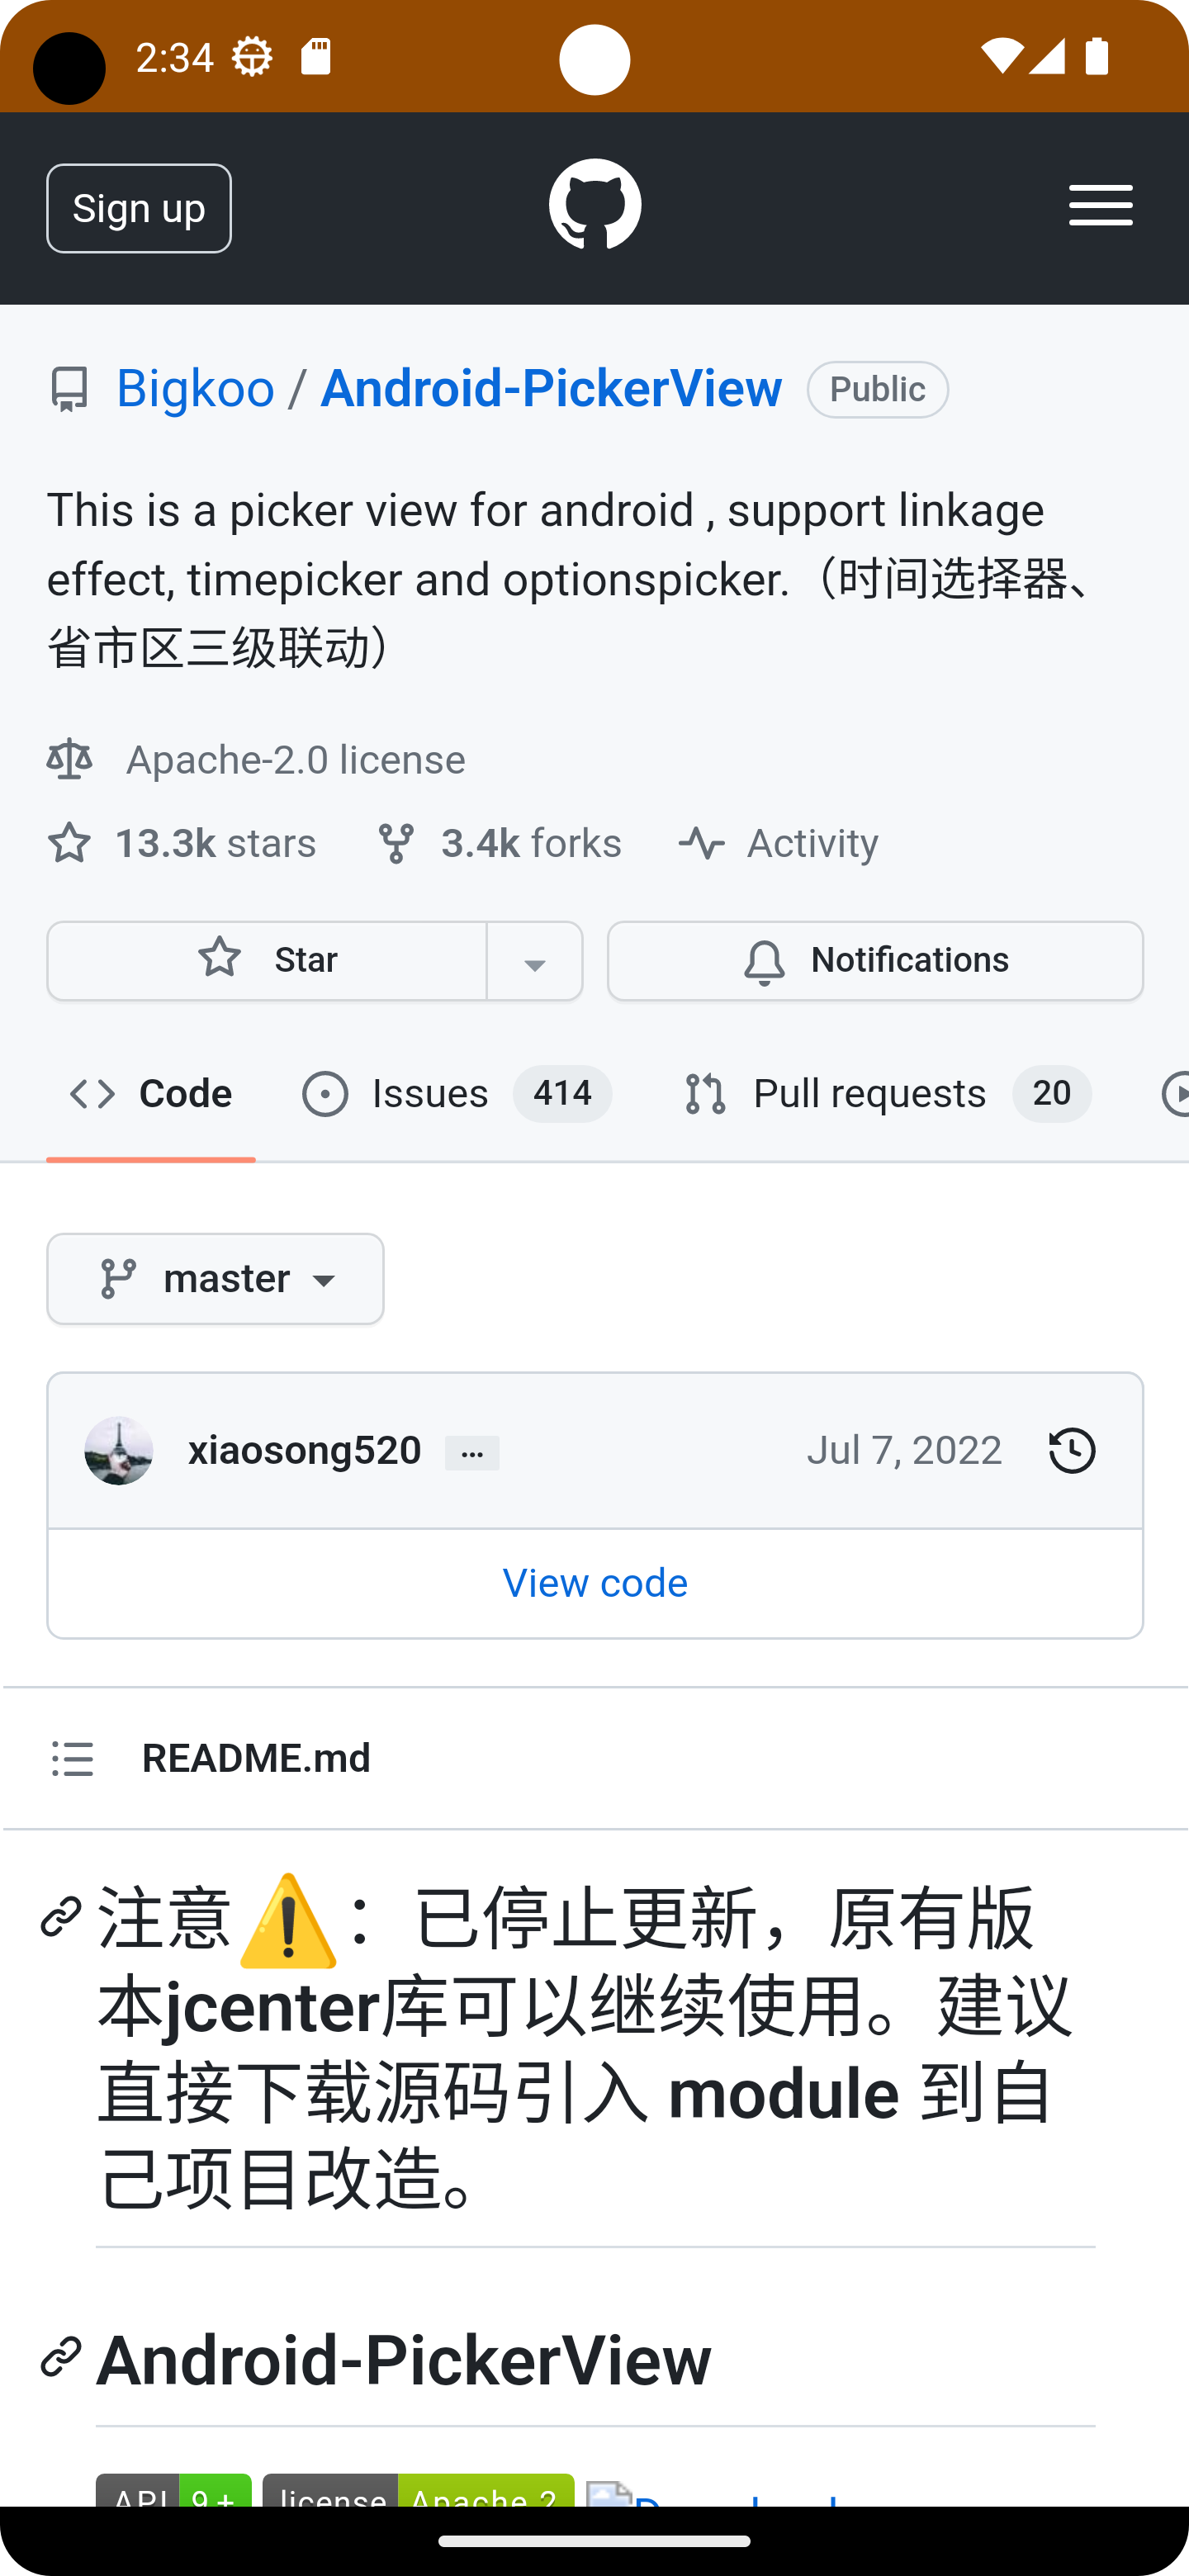 2:34
Sign up
Bigkoo / Android-PickerView Public
This is a picker view for android , support linkage
effect, timepicker and optionspicker.（时间选择器、
省市区三级联动）
Apache-2.0 license
13.3k stars 3.4k forks Activity
Star Notifications
Code Issues 414 Pull requests 20
master
xiaosong520 ... Jul 7, 2022
View code
README.md
注意⚠️：已停止更新，原有版
本jcenter库可以继续使用。建议
直接下载源码引入 module 到自
己项目改造。
Android-PickerView
API 9+ license Apache 2